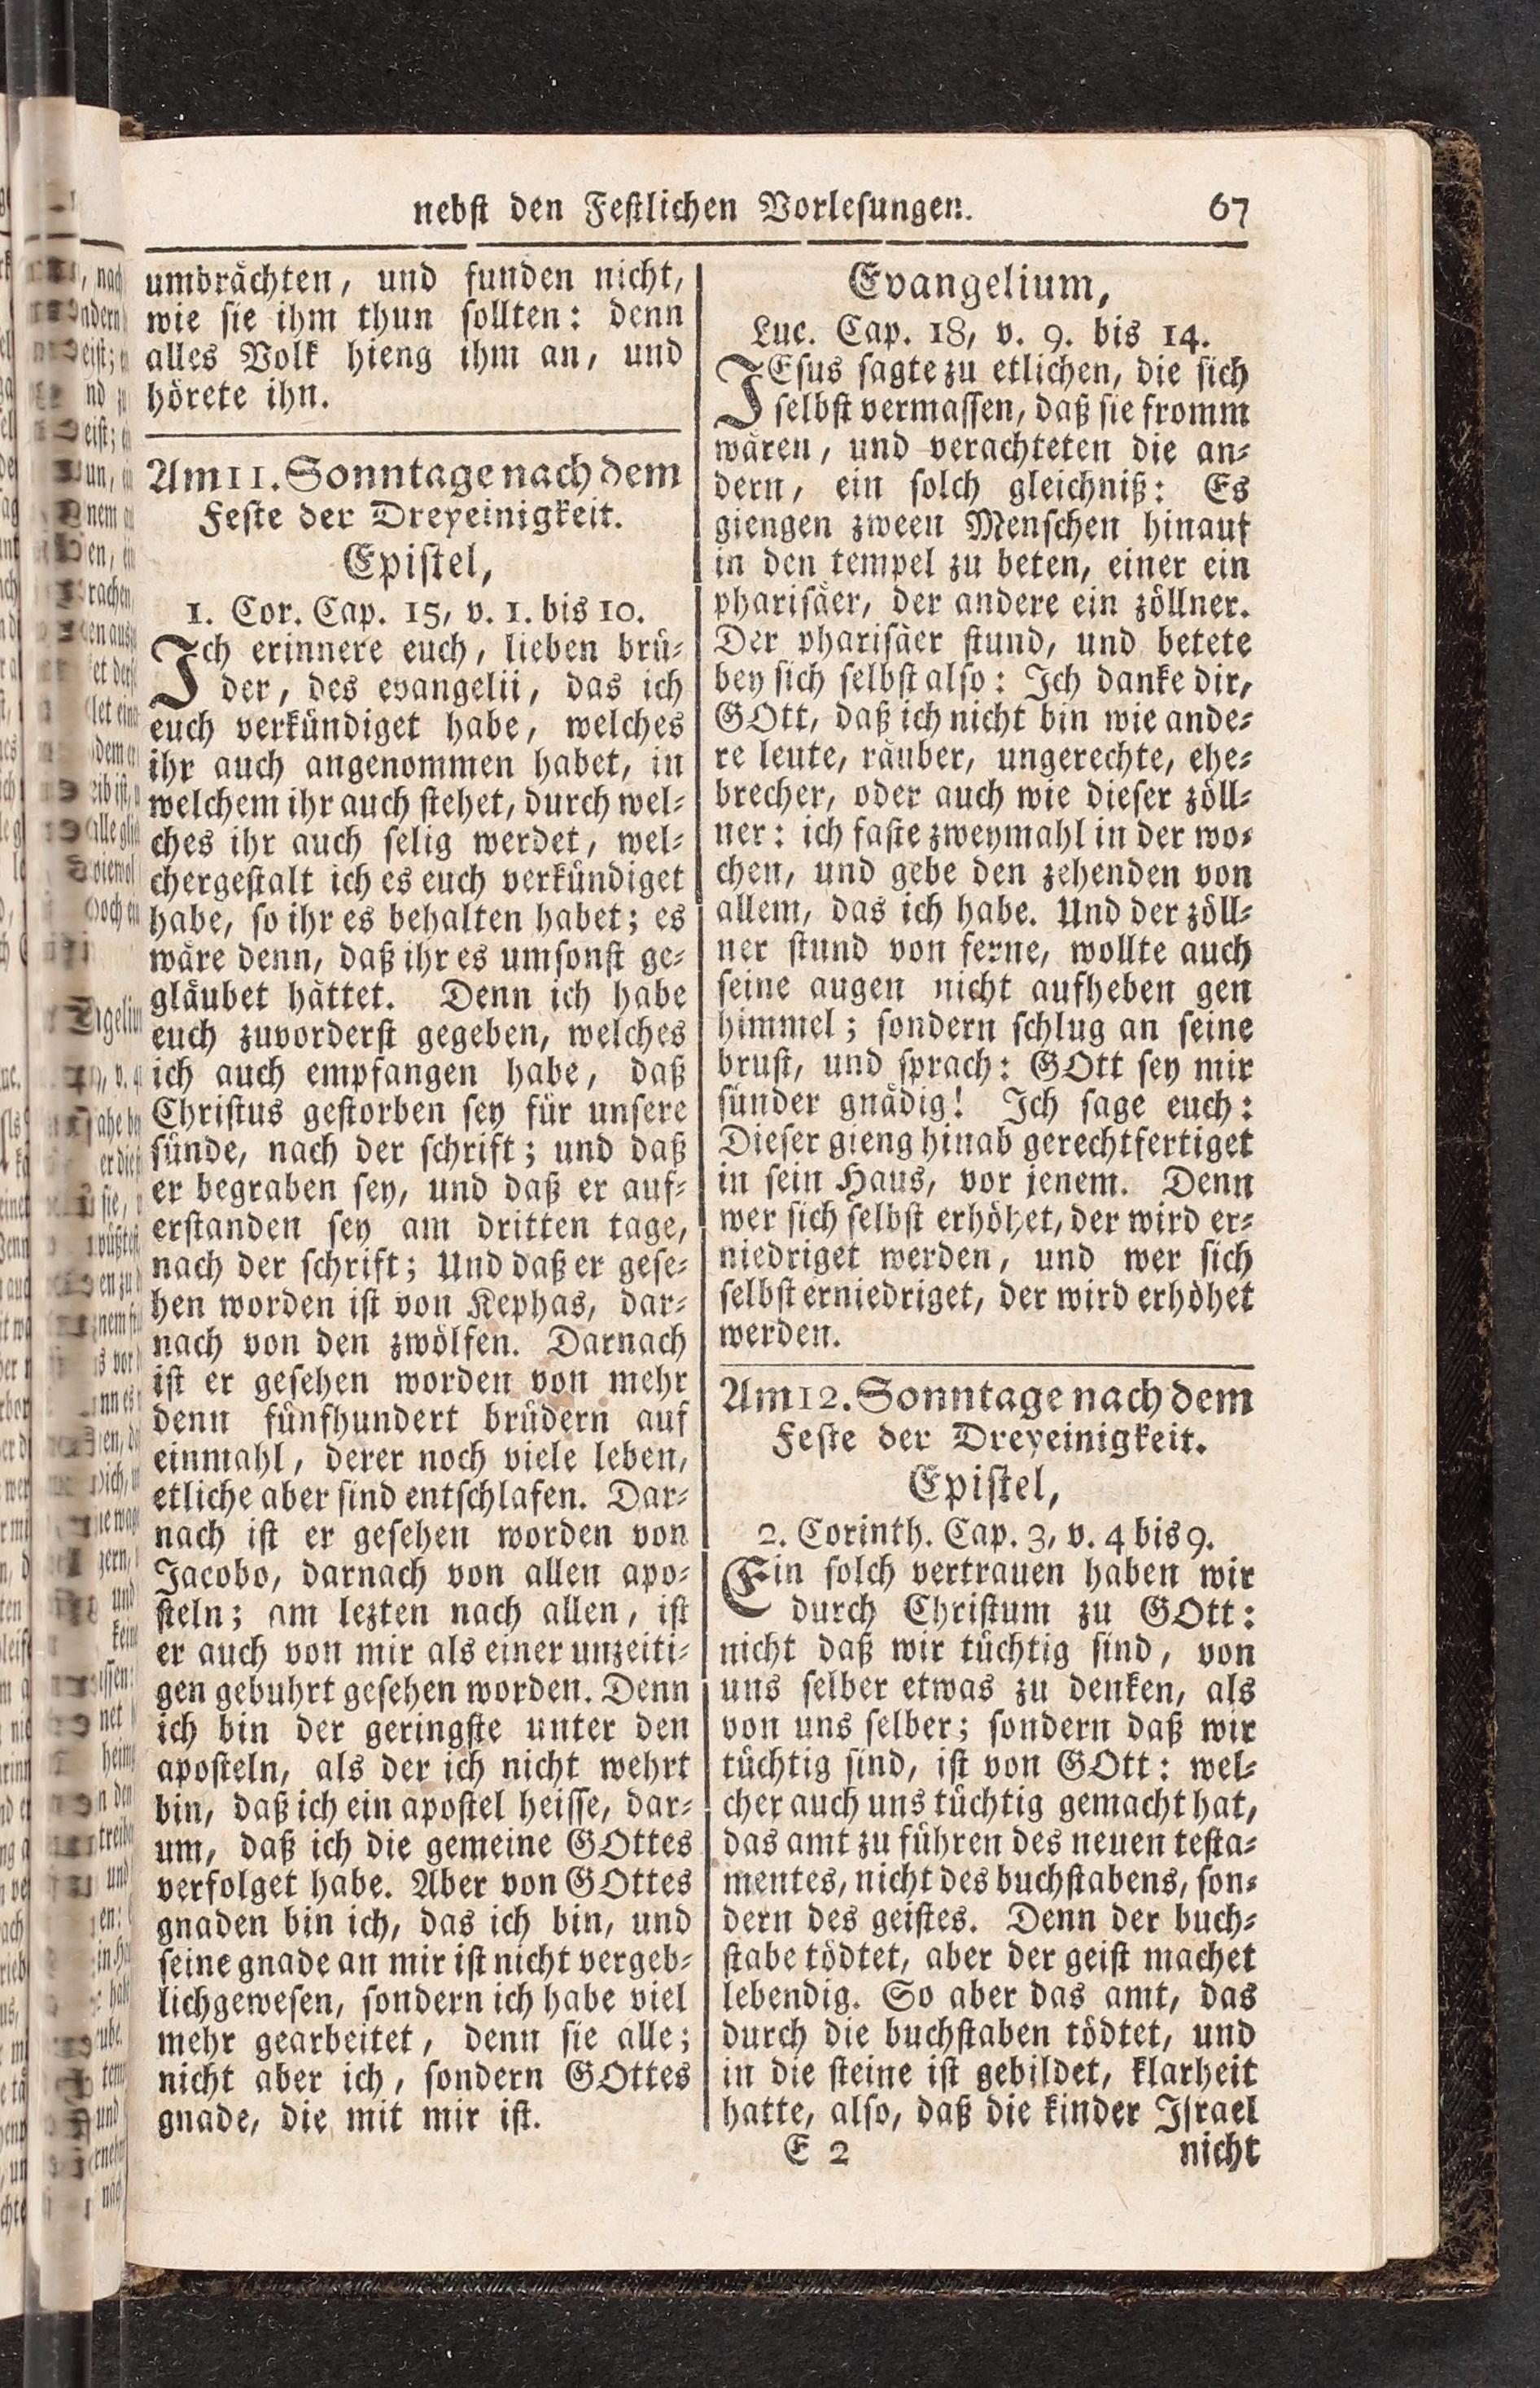 nebst den Festlichen Vorlesungen. 67
umbrächten, und funden nicht,
wie sie ihm thun sollten: denn
alles Volk hieng ihm an, und
hörete ihn.
Am 11. Sonntage nach dem
Feste der Dreyeinigkeit.
Epistel,
1. Cor. Cap. 15, v. 1. bis 10.
Ich erinnere euch, lieben brü-
der, des evangelii, das ich
euch verkündiget habe, welches
ihr auch angenommen habet, in
welchem ihr auch stehet, durch wel-
ches ihr auch selig werdet, wel-
chergestalt ich es euch verkündiget
habe, so ihr es behalten habet; es
wäre denn, daß ihr es umsonst ge-
gläubet hättet. Denn ich habe
euch zuvorderst gegeben, welches
ich auch empfangen habe, daß
Christus gestorben sey für unsere
sünde, nach der schrift; und daß
er begraben sey, und daß er auf-
erstanden sey am dritten tage,
nach der schrift; Und daß er gese-
hen worden ist von Kephas, dar-
nach von den zwölfen. Darnach
ist er gesehen worden von mehr
denn fünfhundert brüdern auf
einmahl, derer noch viele leben,
etliche aber sind entschlafen. Dar-
nach ist er gesehen worden von
Jacobo, darnach von allen apo-
steln; am lezten nach allen, ist
er auch von mir als einer unzeiti-
gen gebuhrt gesehen worden. Denn
ich bin der geringste unter den
aposteln, als der ich nicht wehrt
bin, daß ich ein apostel heisse, dar-
um, daß ich die gemeine GOttes
verfolget habe. Aber von GOttes
gnaden bin ich, das ich bin, und
seine gnade an mir ist nicht vergeb-
lich gewesen, sondern ich habe viel
mehr gearbeitet, denn sie alle;
nicht aber ich, sondern GOttes
gnade, die mit mir ist.
Evangelium,
Luc. Cap. 18, v. 9. bis 14.
JEsus sagte zu etlichen, die sich
selbst vermassen, daß sie fromm
wären, und verachteten die an-
dern, ein solch gleichniß: Es
giengen zween Menschen hinauf
in den tempel zu beten, einer ein
pharisäer, der andere ein zöllner.
Der pharisäer stund, und betete
bey sich selbst also: Ich danke dir,
GOtt, daß ich nicht bin wie ande-
re leute, räuber, ungerechte, ehe-
brecher, oder auch wie dieser zöll-
ner: ich faste zweymahl in der wo-
chen, und gebe den zehenden von
allem, das ich habe. Und der zöll-
ner stund von ferne, wollte auch
seine augen nicht aufheben gen
himmel; sondern schlug an seine
brust, und sprach: GOtt sey mir
sünder gnädig! Ich sage euch:
Dieser gieng hinab gerechtfertiget
in sein Haus, vor jenem. Denn
wer sich selbst erhöhet, der wird er-
niedriget werden, und wer sich
selbst erniedriget, der wird erhöhet
werden.
Am 12. Sonntage nach dem
Feste der Dreyeinigkeit.
Epistel,
2. Corinth. Cap. 3, v. 4 bis 9.
Ein solch vertrauen haben wir
durch Christum zu GOtt:
nicht daß wir tüchtig sind, von
uns selber etwas zu denken, als
von uns selber; sondern daß wir
tüchtig sind, ist von GOtt: wel-
cher auch uns tüchtig gemacht hat,
das amt zu führen des neuen testa-
mentes, nicht des buchstabens, son-
dern des geistes. Denn der buch-
stabe tödtet, aber der geist machet
lebendig. So aber das amt, das
durch die buchstaben tödtet, und
in die steine ist gebildet, klarheit
hatte, also, daß die kinder Israel
E 2 nicht